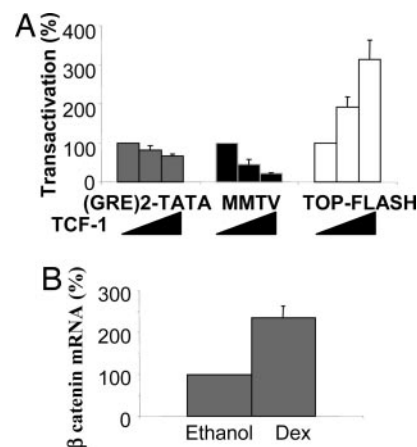 A
Transactivation (%)
400
300
200
100
0
(GRE)2-TATA MMTV TOP-FLASH
TCF-1
B
β catenin mRNA (%)
300
200
100
0
Ethanol Dex